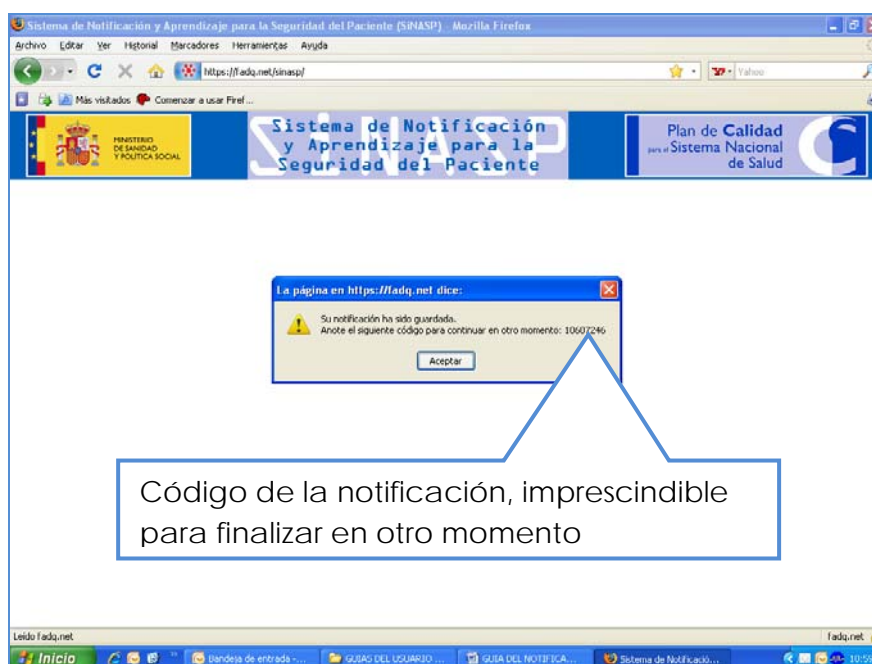 Sistema de Notificación y Aprendizaje para la Seguridad del Paciente (SiNASP) - Mozilla Firefox
Archivo Editar Ver Historial Marcadores Herramientas Ayuda
https://fadq.net/sinasp/
Yahoo
Más visitados Comenzar a usar Firef...
MINISTERIO
DE SANIDAD
Y POLÍTICA SOCIAL
SiNASP
Sistema de Notificación
y Aprendizaje para la
Seguridad del Paciente
Plan de Calidad
para el Sistema Nacional
de Salud
La página en https://fadq.net dice:
Su notificación ha sido guardada.
Anote el siguiente código para continuar en otro momento: 10607246
Aceptar
Código de la notificación, imprescindible
para finalizar en otro momento
Leído fadq.net
fadq.net
Inicio
Bandeja de entrada -...
GUIAS DEL USUARIO ...
GUIA DEL NOTIFICA...
Sistema de Notificació...